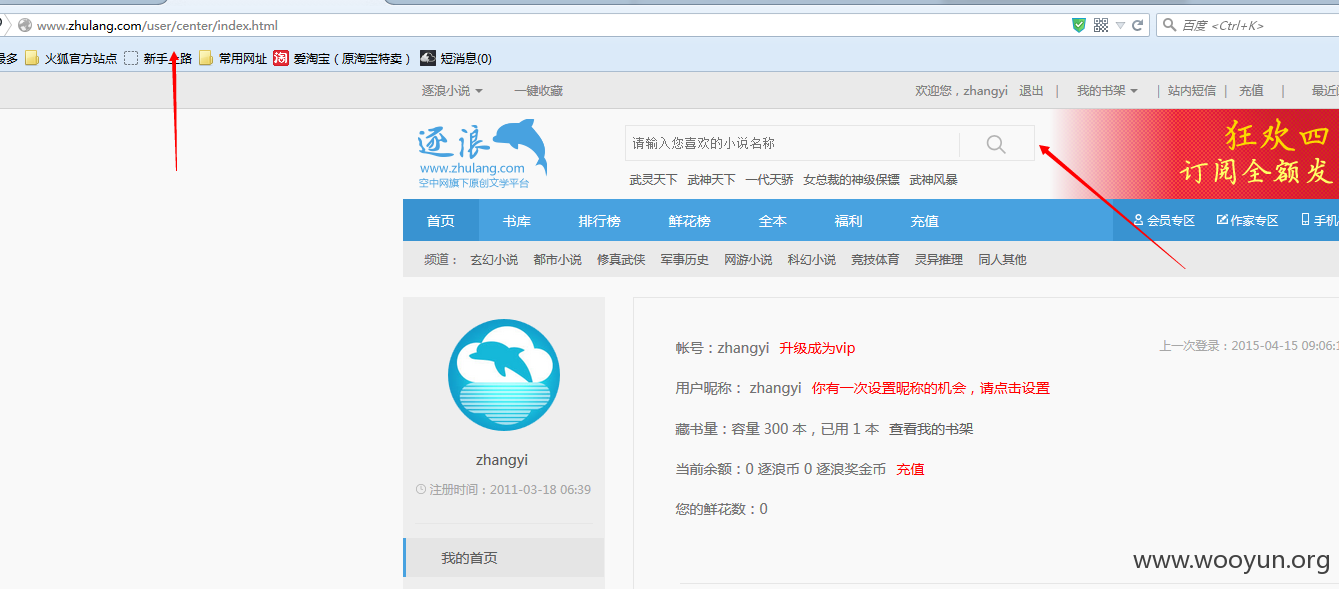 www.zhulang.com/user/center/index.html
百度 <Ctrl+K>
最多 火狐官方站点 新手上路 常用网址 淘 爱淘宝（原淘宝特卖） 短消息(0)
逐浪小说 一键收藏 欢迎您，zhangyi 退出 | 我的书架 | 站内短信 | 充值 | 最近
逐浪
www.zhulang.com
空中网旗下原创文学平台
请输入您喜欢的小说名称
武灵天下 武神天下 一代天骄 女总裁的神级保镖 武神风暴
狂欢四
订阅全额发
首页 书库 排行榜 鲜花榜 全本 福利 充值 会员专区 作家专区 手机
频道： 玄幻小说 都市小说 修真武侠 军事历史 网游小说 科幻小说 竞技体育 灵异推理 同人其他
zhangyi
注册时间：2011-03-18 06:39
我的首页
帐号：zhangyi 升级成为vip
上一次登录：2015-04-15 09:06:1
用户昵称： zhangyi 你有一次设置昵称的机会，请点击设置
藏书量：容量 300 本，已用 1 本 查看我的书架
当前余额：0 逐浪币 0 逐浪奖金币 充值
您的鲜花数：0
www.wooyun.org